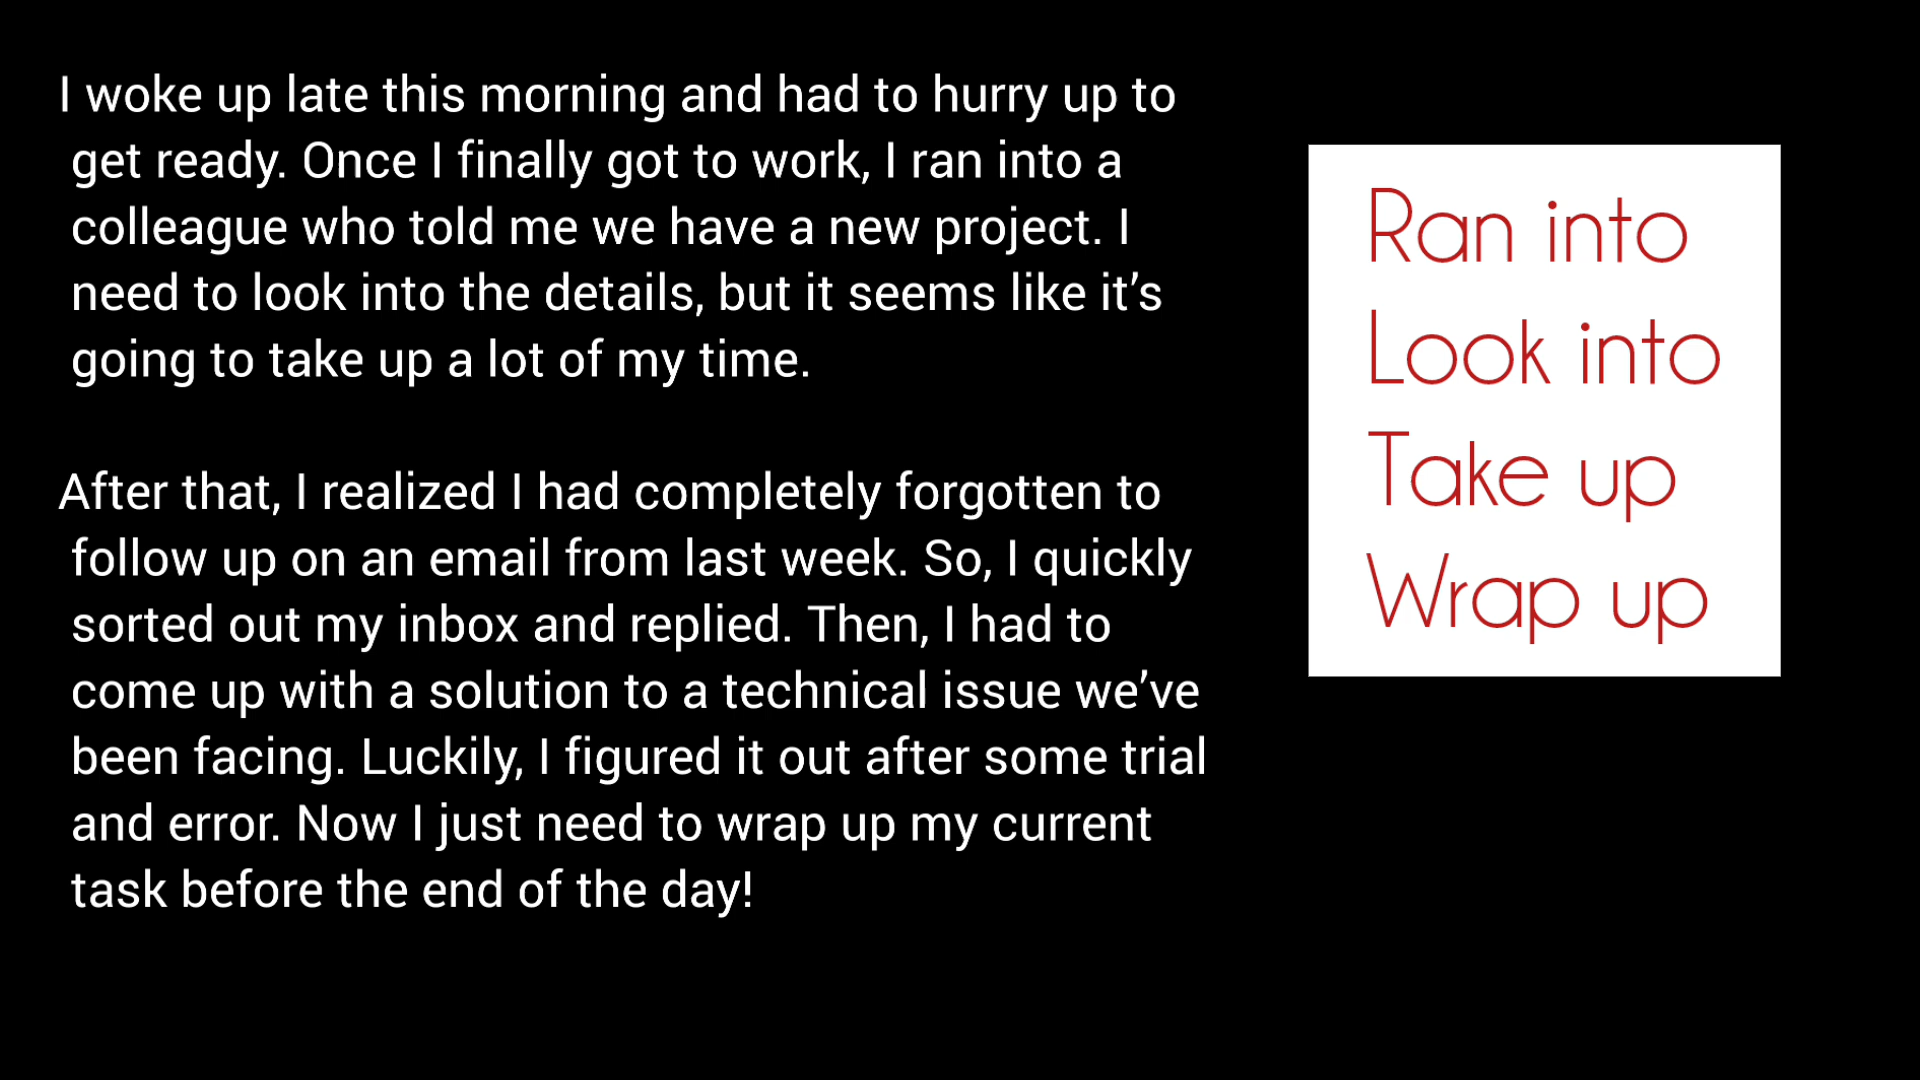 I woke up late this morning and had to hurry up to
get ready. Once I finally got to work, I ran into a
colleague who told me we have a new project. I
need to look into the details, but it seems like it’s
going to take up a lot of my time.
After that, I realized I had completely forgotten to
follow up on an email from last week. So, I quickly
sorted out my inbox and replied. Then, I had to
come up with a solution to a technical issue we’ve
been facing. Luckily, I figured it out after some trial
and error. Now I just need to wrap up my current
task before the end of the day!
Ran into
Look into
Take up
Wrap up